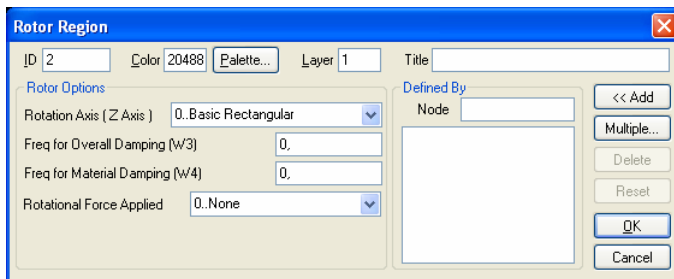 Rotor Region
ID 2 Color 20488 Palette... Layer 1 Title
Rotor Options
Defined By
Rotation Axis ( Z Axis ) 0..Basic Rectangular
Node
<< Add
Freq for Overall Damping (W3) 0,
Multiple...
Freq for Material Damping (W4) 0,
Delete
Rotational Force Applied 0..None
Reset
OK
Cancel